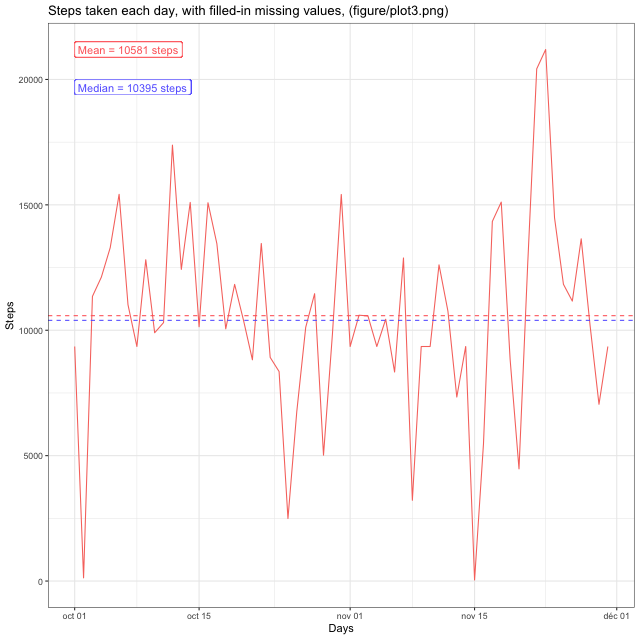 Steps taken each day, with filled-in missing values, (figure/plot3.png)
Mean = 10581 steps
Median = 10395 steps
20000
15000
10000
5000
0
Steps
oct 01
oct 15
nov 01
nov 15
déc 01
Days